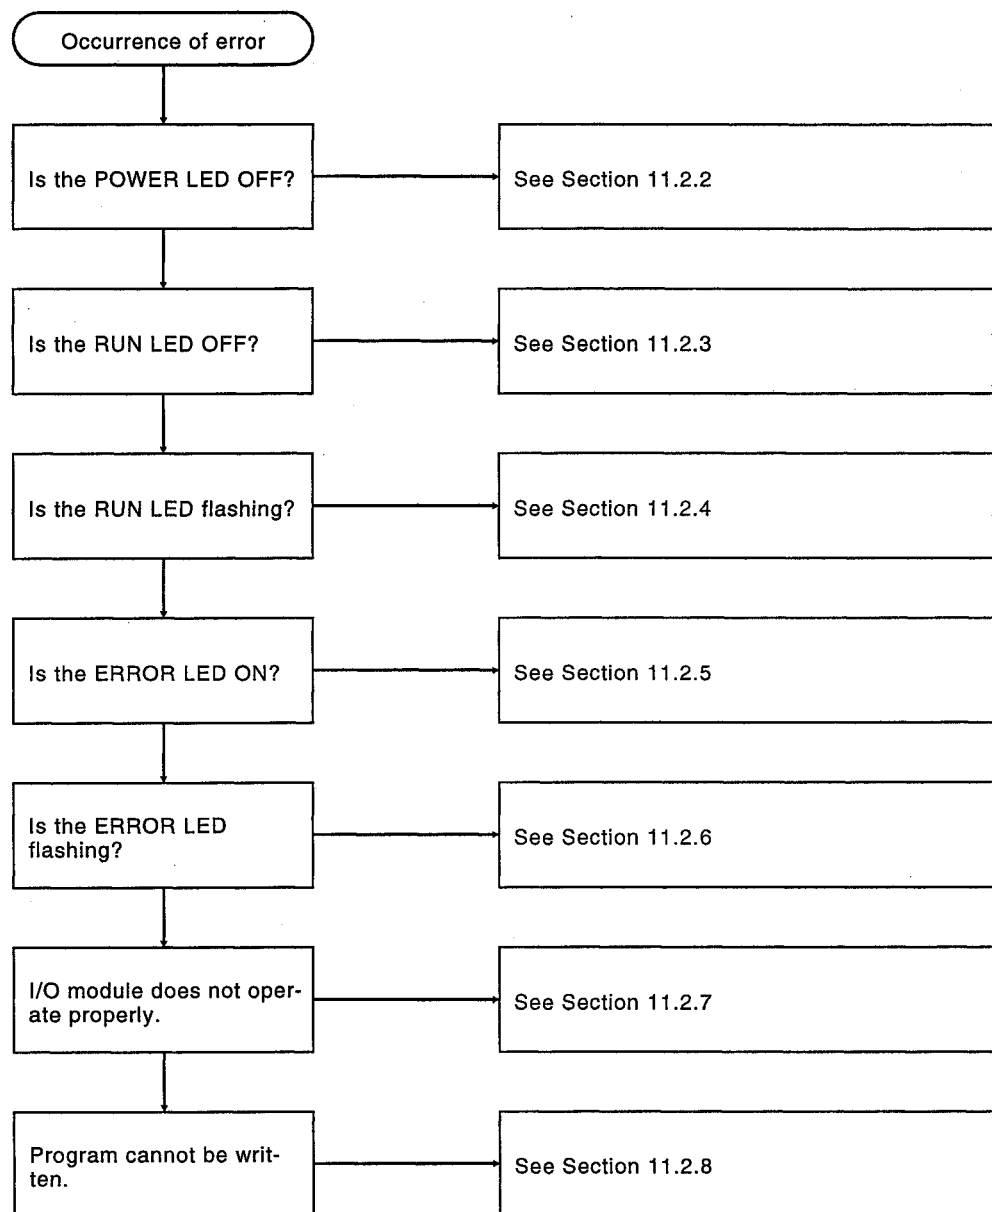 Occurrence of error
Is the POWER LED OFF?
See Section 11.2.2
Is the RUN LED OFF?
See Section 11.2.3
Is the RUN LED flashing?
See Section 11.2.4
Is the ERROR LED ON?
See Section 11.2.5
Is the ERROR LED
flashing?
See Section 11.2.6
I/O module does not oper-
ate properly.
See Section 11.2.7
Program cannot be writ-
ten.
See Section 11.2.8